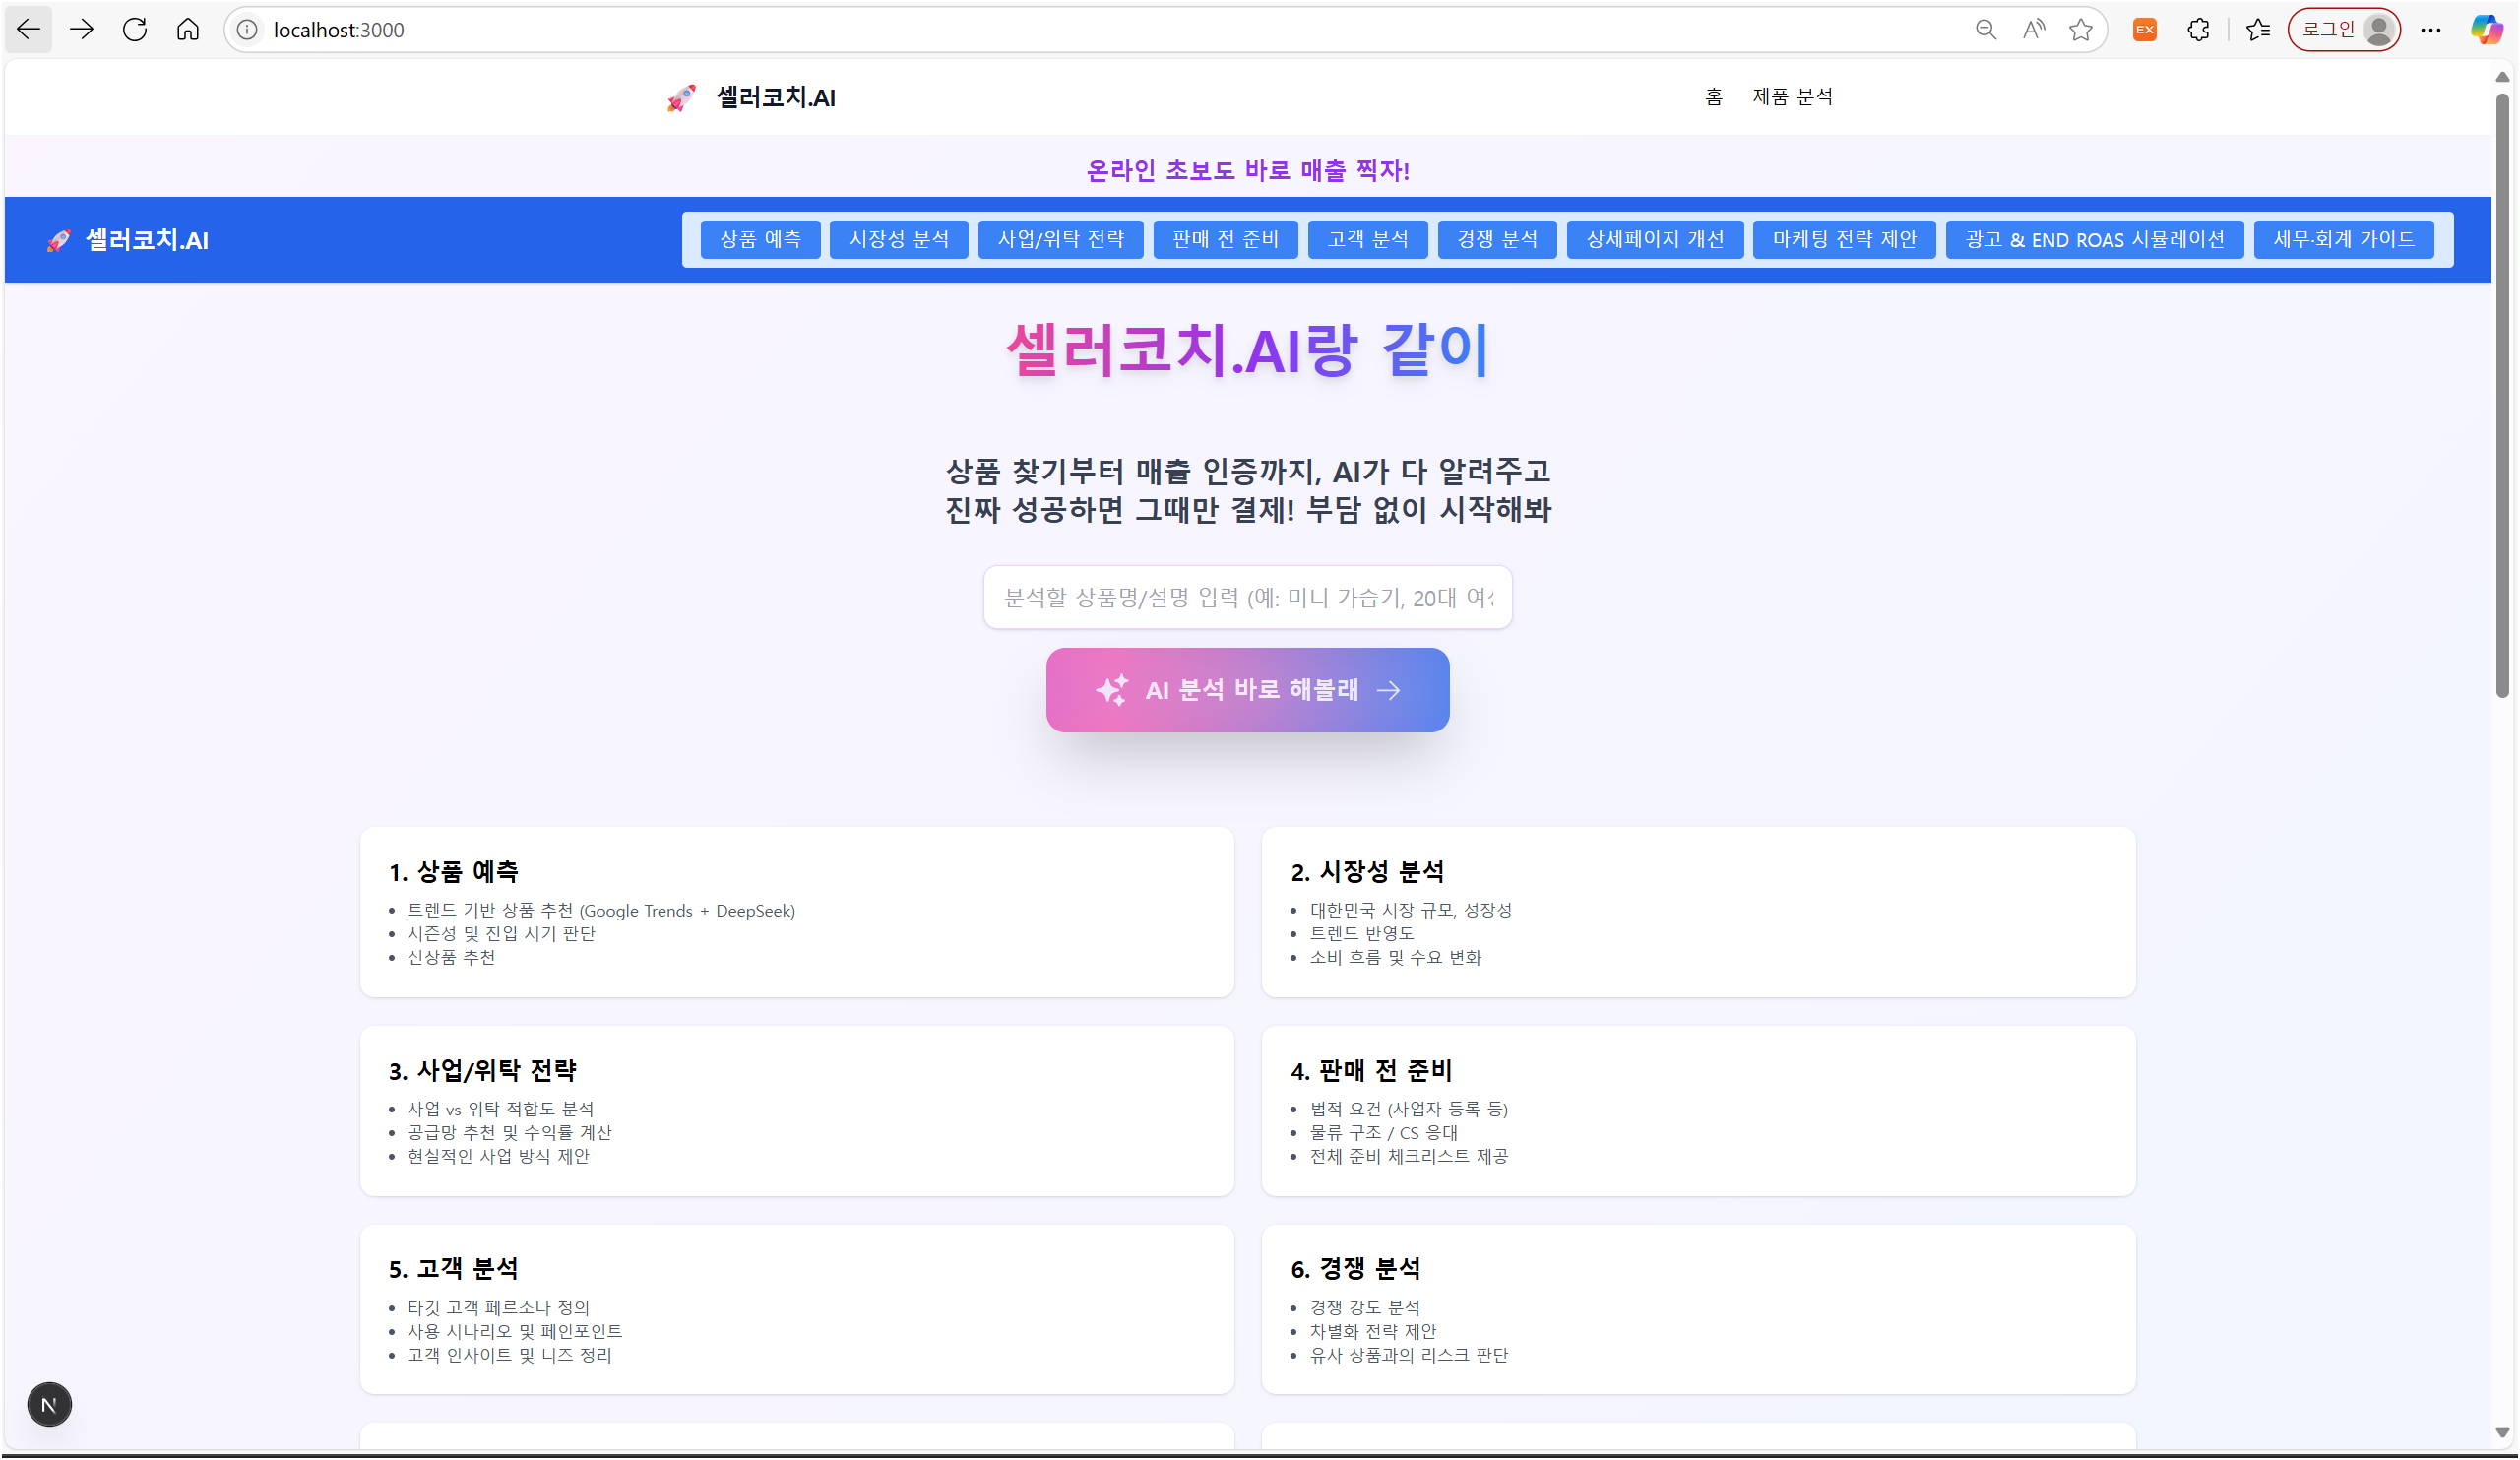 localhost:3000
EX
로그인
셀러코치.AI
홈
제품 분석
온라인 초보도 바로 매출 찍자!
셀러코치.AI
상품 예측
시장성 분석
사업/위탁 전략
판매 전 준비
고객 분석
경쟁 분석
상세페이지 개선
마케팅 전략 제안
광고 & END ROAS 시뮬레이션
세무·회계 가이드
셀러코치.AI랑 같이
상품 찾기부터 매출 인증까지, AI가 다 알려주고
진짜 성공하면 그때만 결제! 부담 없이 시작해봐
분석할 상품명/설명 입력 (예: 미니 가습기, 20대
AI 분석 바로 해볼래
1. 상품 예측
• 트렌드 기반 상품 추천 (Google Trends + DeepSeek)
• 시즌성 및 진입 시기 판단
• 신상품 추천
2. 시장성 분석
• 대한민국 시장 규모, 성장성
• 트렌드 반영도
• 소비 흐름 및 수요 변화
3. 사업/위탁 전략
• 사업 vs 위탁 적합도 분석
• 공급망 추천 및 수익률 계산
• 현실적인 사업 방식 제안
4. 판매 전 준비
• 법적 요건 (사업자 등록 등)
• 물류 구조 / CS 응대
• 전체 준비 체크리스트 제공
5. 고객 분석
• 타깃 고객 페르소나 정의
• 사용 시나리오 및 페인포인트
• 고객 인사이트 및 니즈 정리
6. 경쟁 분석
• 경쟁 강도 분석
• 차별화 전략 제안
• 유사 상품과의 리스크 판단
N